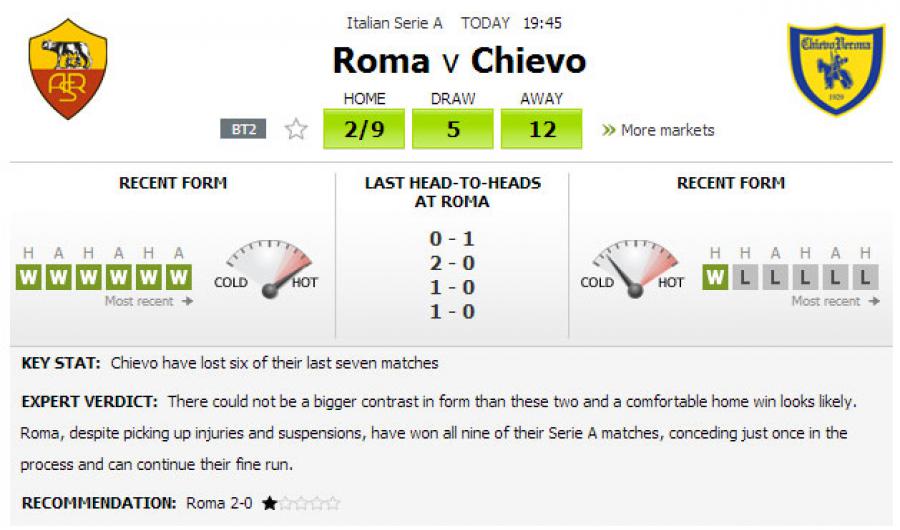 Italian Serie A TODAY 19:45
Roma v Chievo
HOME DRAW AWAY
BT2 2/9 5 12 » More markets
ChievoVerona
1929
ASR
RECENT FORM
H A H A H A
W W W W W W
COLD HOT
Most recent →
LAST HEAD-TO-HEADS
AT ROMA
0 - 1
2 - 0
1 - 0
1 - 0
RECENT FORM
COLD HOT
H H A H A H
W L L L L L
Most recent →
KEY STAT: Chievo have lost six of their last seven matches
EXPERT VERDICT: There could not be a bigger contrast in form than these two and a comfortable home win looks likely.
Roma, despite picking up injuries and suspensions, have won all nine of their Serie A matches, conceding just once in the
process and can continue their fine run.
RECOMMENDATION: Roma 2-0 ★☆☆☆☆